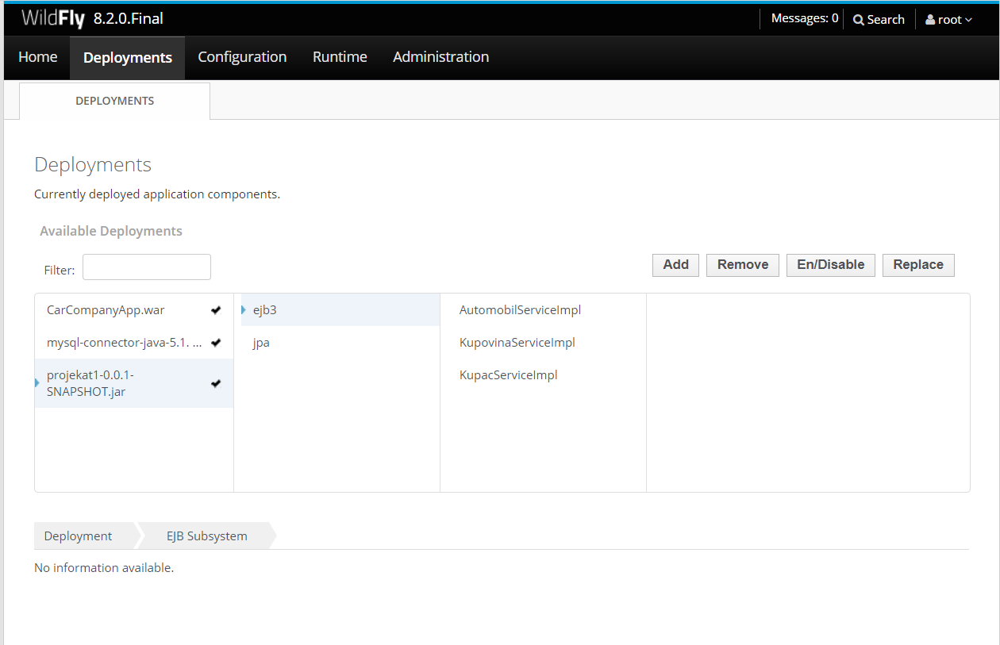 WildFly 8.2.0.Final
Messages: 0 Search root
Home Deployments Configuration Runtime Administration
DEPLOYMENTS
Deployments
Currently deployed application components.
Available Deployments
Filter:
Add Remove En/Disable Replace
CarCompanyApp.war
mysql-connector-java-5.1. ...
projekat1-0.0.1-
SNAPSHOT.jar
ejb3
jpa
AutomobilServiceImpl
KupovinaServiceImpl
KupacServiceImpl
Deployment EJB Subsystem
No information available.